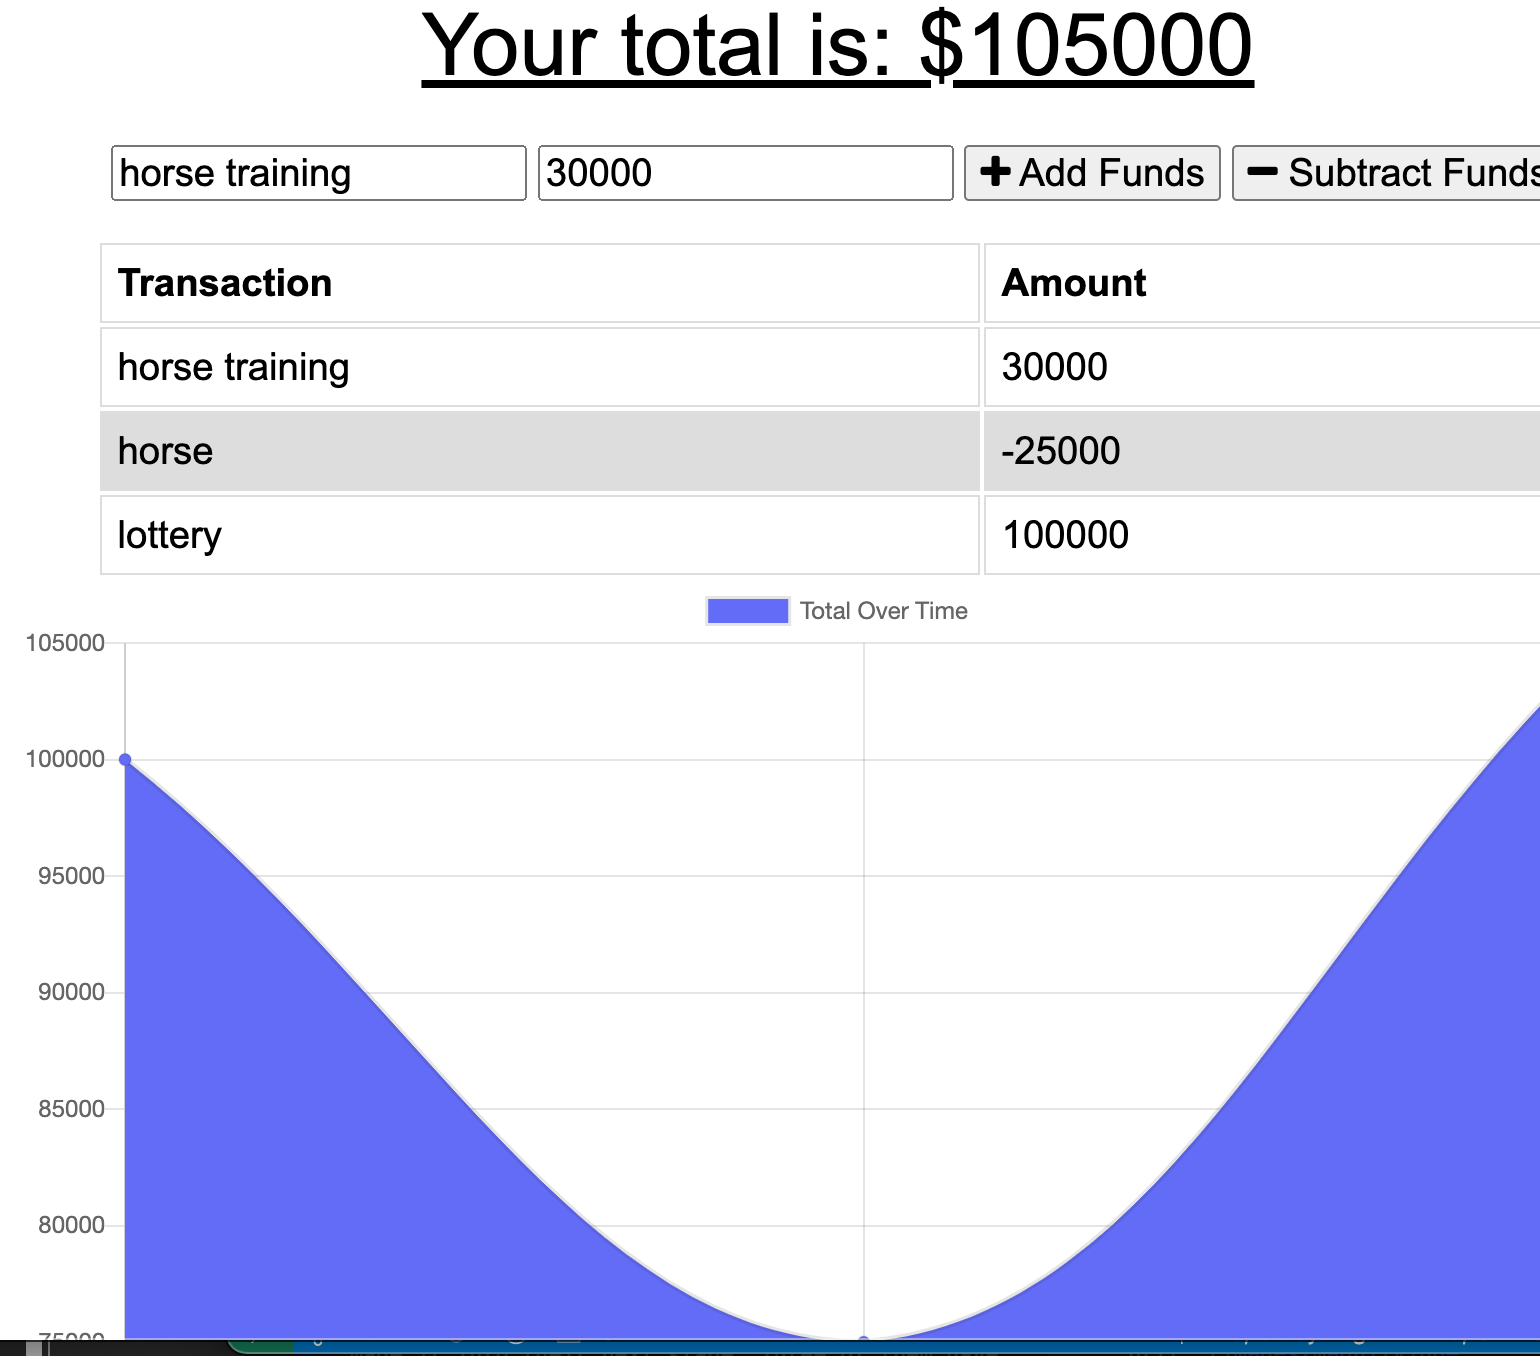 Your total is: $105000
horse training 30000 Add Funds Subtract Funds
Transaction Amount
horse training 30000
horse -25000
lottery 100000
Total Over Time
105000
100000
95000
90000
85000
80000
75000